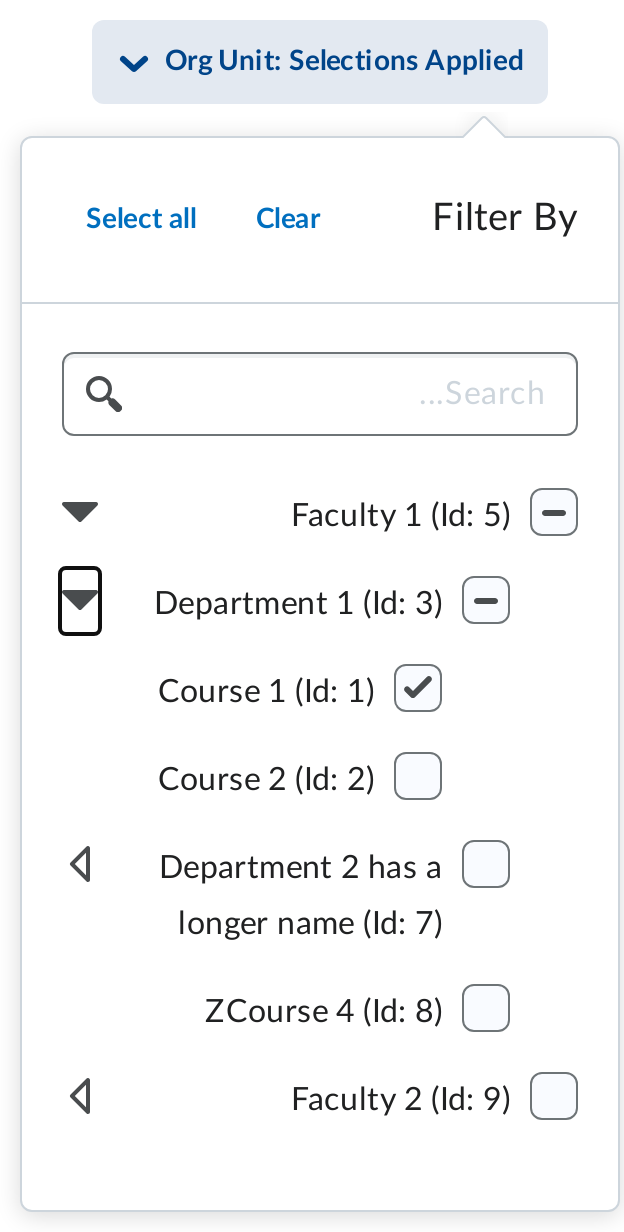 Org Unit: Selections Applied
Select all
Clear
Filter By
...Search
Faculty 1 (Id: 5)
Department 1 (Id: 3)
Course 1 (Id: 1)
Course 2 (Id: 2)
Department 2 has a
longer name (Id: 7)
ZCourse 4 (Id: 8)
Faculty 2 (Id: 9)